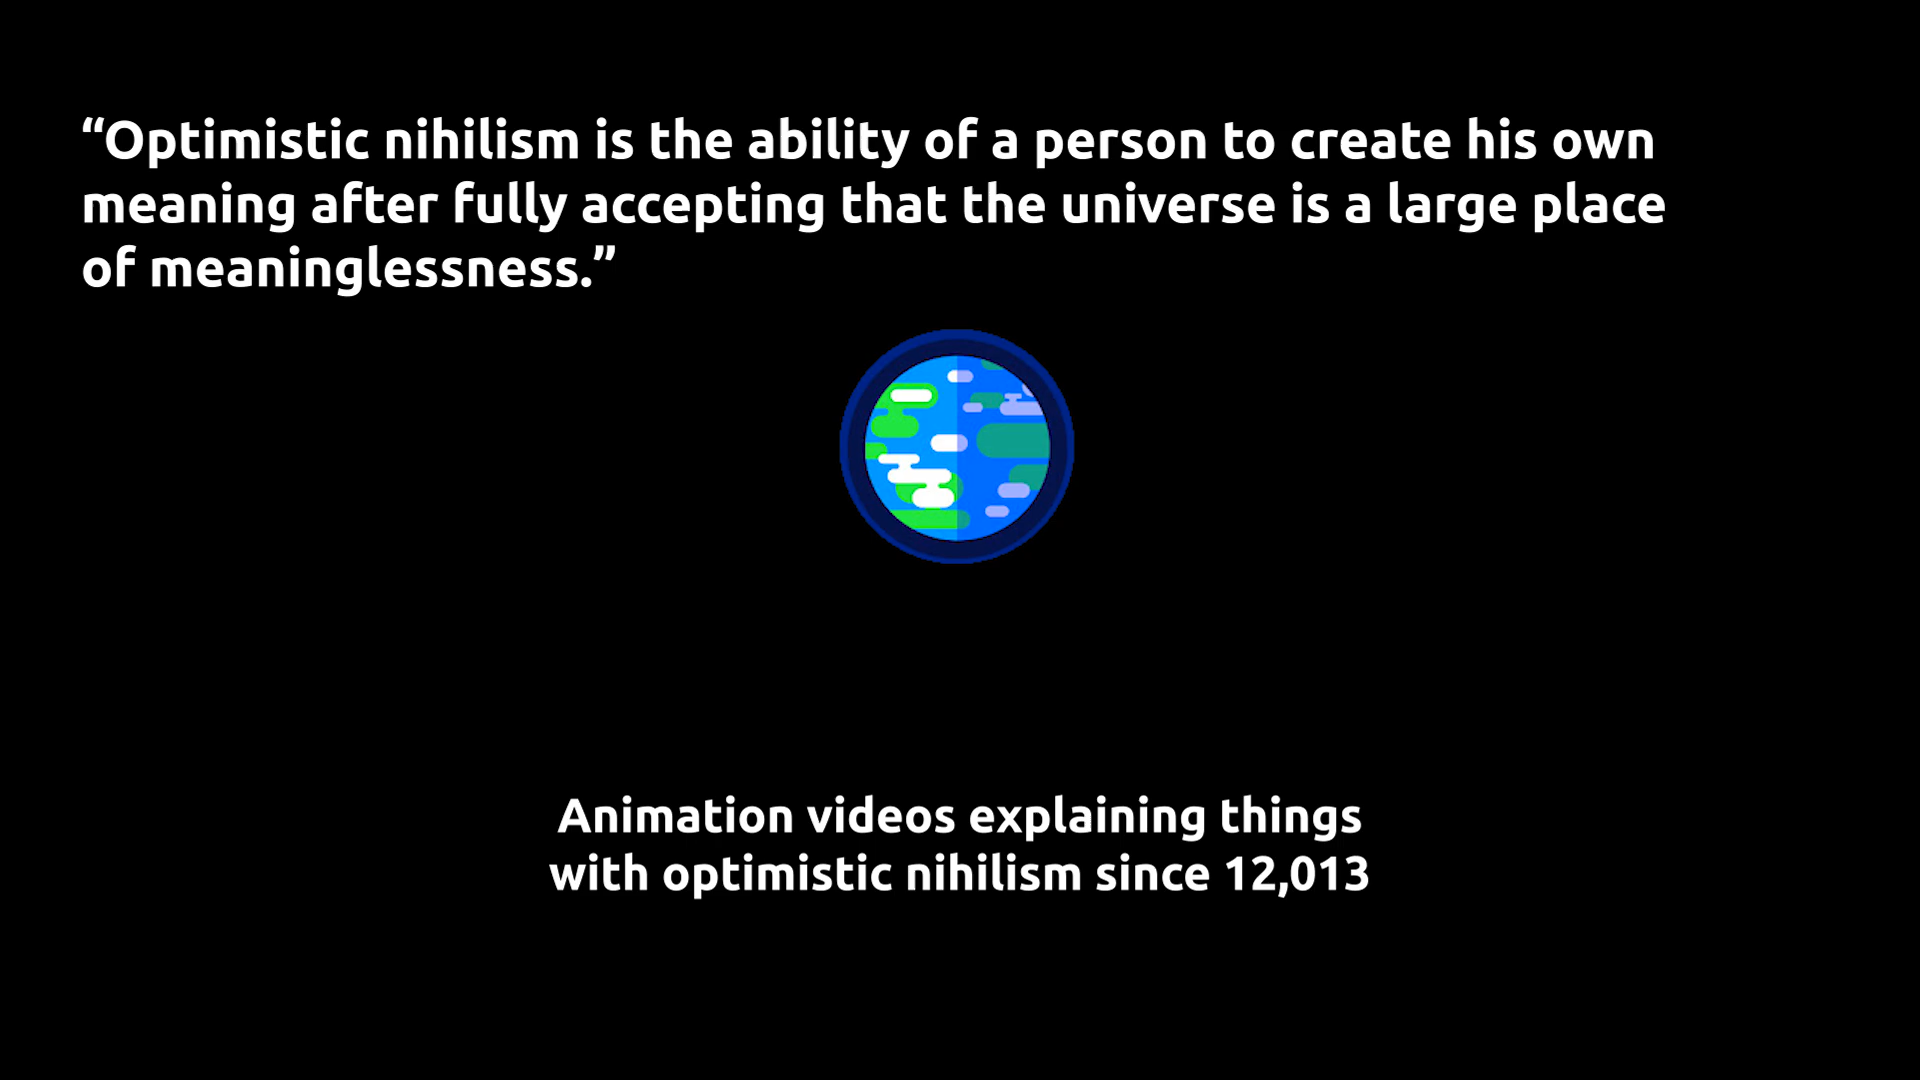 “Optimistic nihilism is the ability of a person to create his own
meaning after fully accepting that the universe is a large place
of meaninglessness.”
Animation videos explaining things
with optimistic nihilism since 12,013